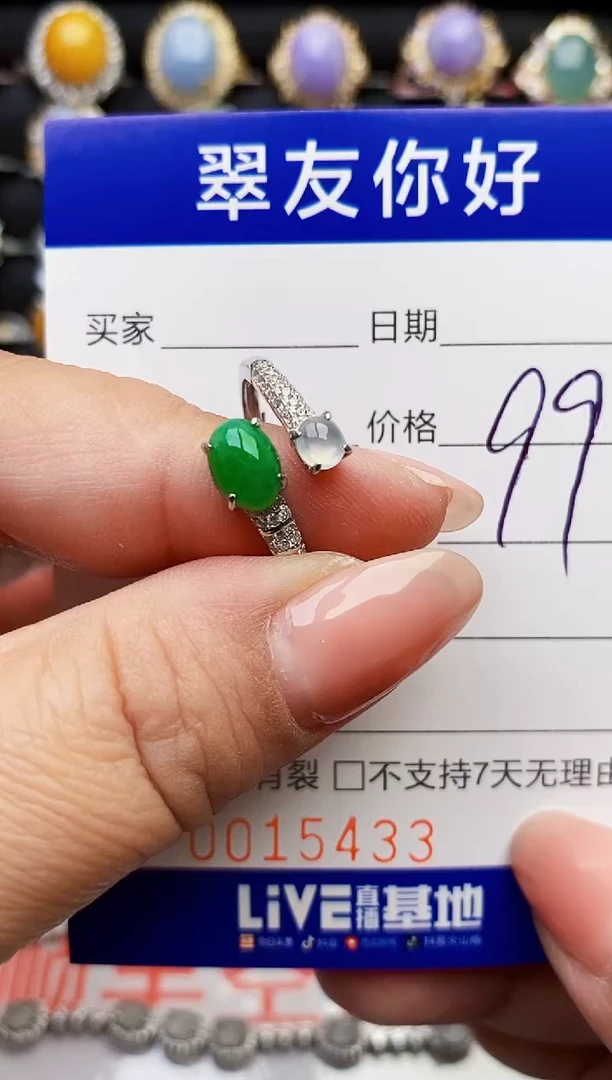 翠友你好
买家 日期
价格 99
有裂 □不支持7天无理由
0015433
LiVE直播基地